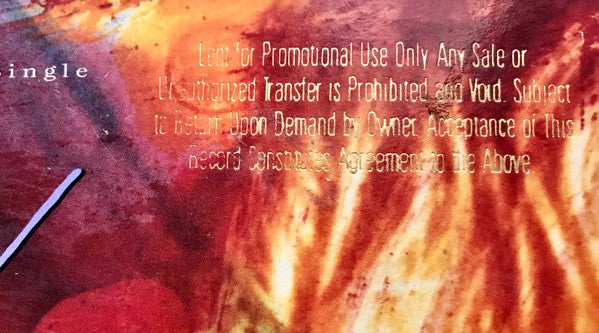 Lent for Promotional Use Only Any Sale or
single
Unauthorized Transfer is Prohibited and Void. Subject
to Return Upon Demand by Owner. Acceptance of This
Record Constitutes Agreement to the Above.